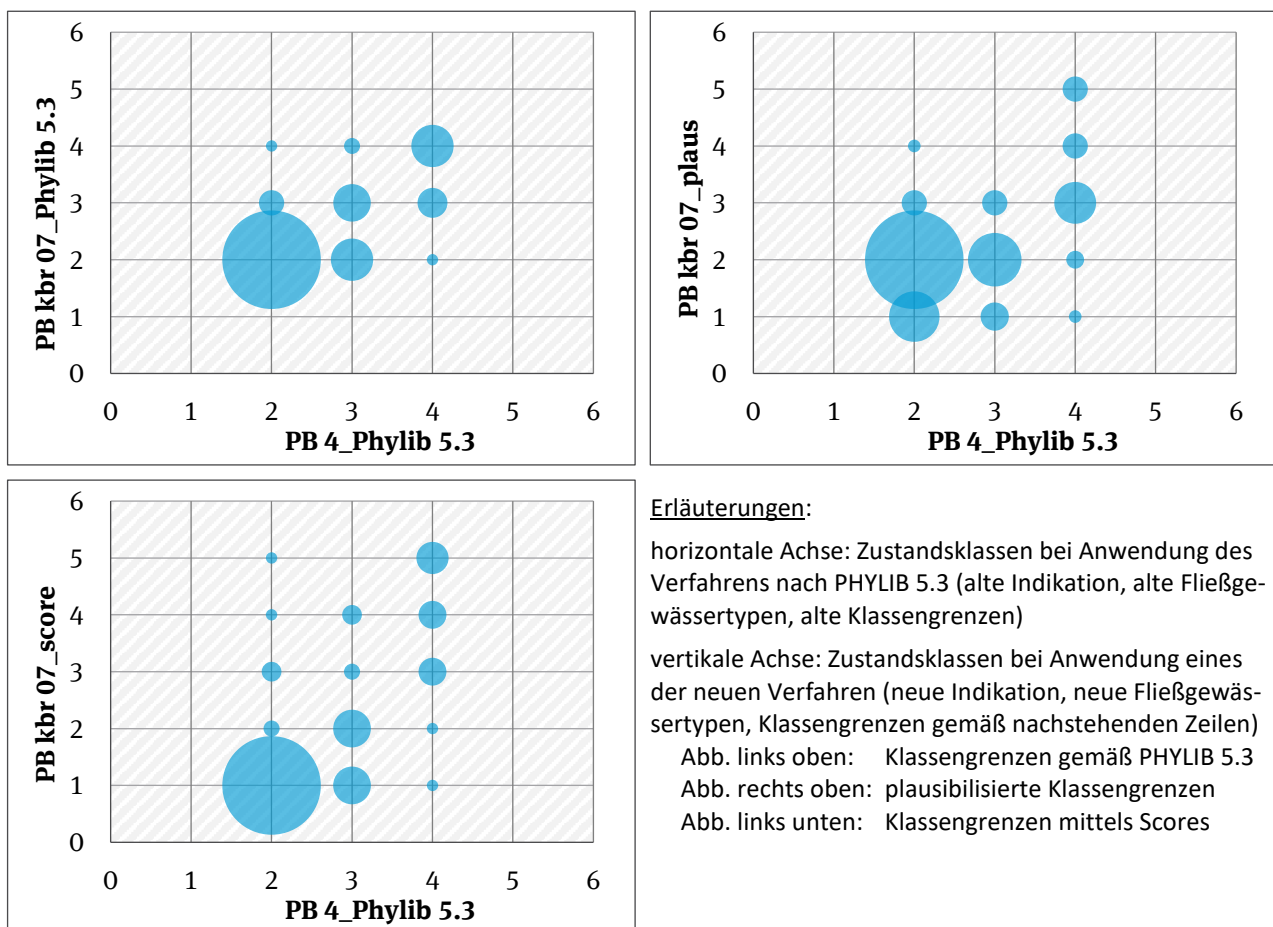 6
5
4
3
2
1
0
PB kbr 07_Phylib 5.3
0 1 2 3 4 5 6
PB 4_Phylib 5.3
6
5
4
3
2
1
0
PB kbr 07_plaus
0 1 2 3 4 5 6
PB 4_Phylib 5.3
6
5
4
3
2
1
0
PB kbr 07_score
0 1 2 3 4 5 6
PB 4_Phylib 5.3
Erläuterungen:
horizontale Achse: Zustandsklassen bei Anwendung des
Verfahrens nach PHYLIB 5.3 (alte Indikation, alte Fließge-
wässertypen, alte Klassengrenzen)
vertikale Achse: Zustandsklassen bei Anwendung eines
der neuen Verfahren (neue Indikation, neue Fließgewäs-
sertypen, Klassengrenzen gemäß nachstehenden Zeilen)
Abb. links oben: Klassengrenzen gemäß PHYLIB 5.3
Abb. rechts oben: plausibilisierte Klassengrenzen
Abb. links unten: Klassengrenzen mittels Scores